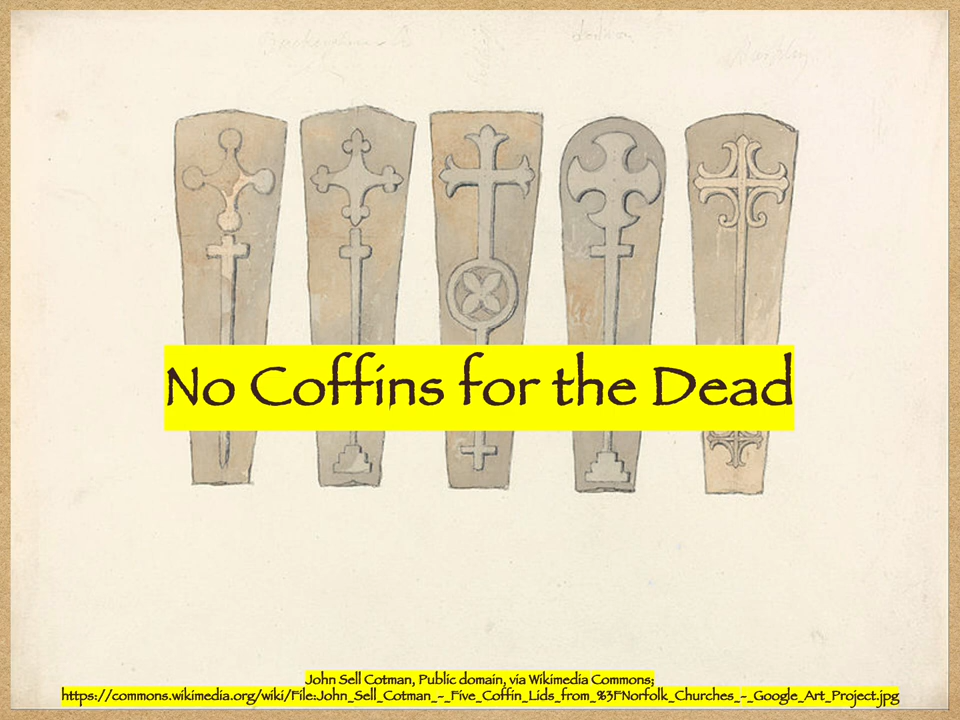 No Coffins for the Dead
John Sell Cotman, Public domain, via Wikimedia Commons;
https://commons.wikimedia.org/wiki/File:John_Sell_Cotman_-_Five_Coffin_Lids_from_%3FNorfolk_Churches_-_Google_Art_Project.jpg